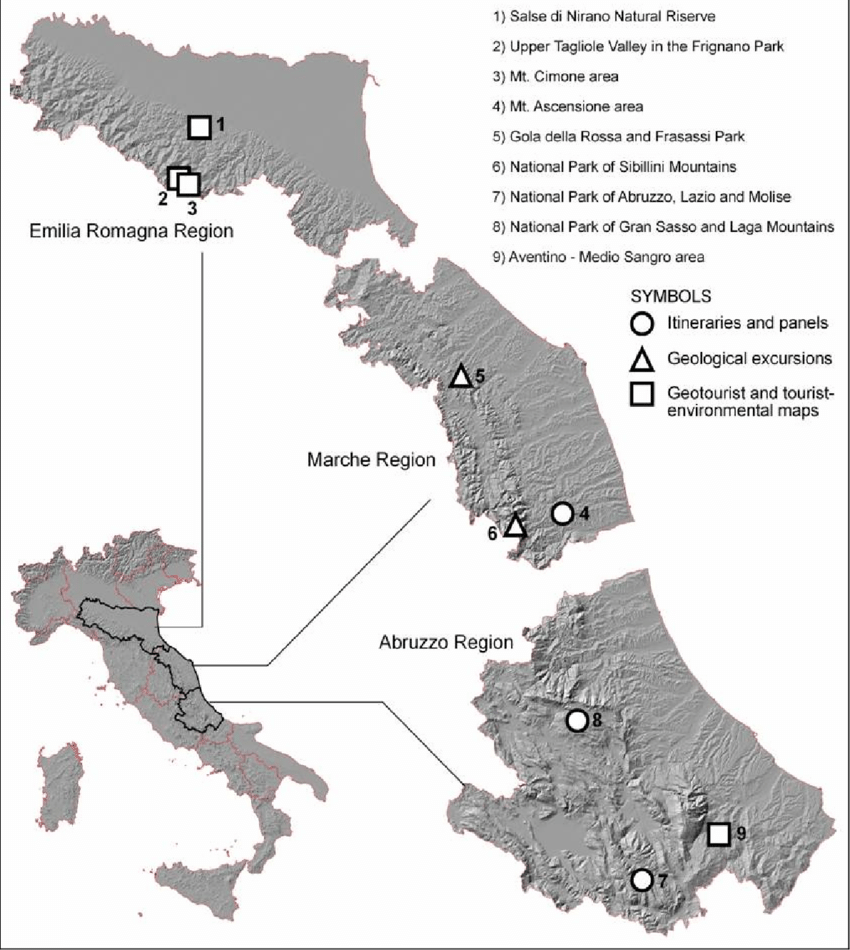 1) Salse di Nirano Natural Riserve
2) Upper Tagliole Valley in the Frignano Park
3) Mt. Cimone area
4) Mt. Ascensione area
5) Gola della Rossa and Frasassi Park
6) National Park of Sibillini Mountains
7) National Park of Abruzzo, Lazio and Molise
8) National Park of Gran Sasso and Laga Mountains
9) Aventino - Medio Sangro area
SYMBOLS
Itineraries and panels
Geological excursions
Geotourist and tourist-
environmental maps
1
2
3
Emilia Romagna Region
5
Marche Region
4
6
Abruzzo Region
8
9
7